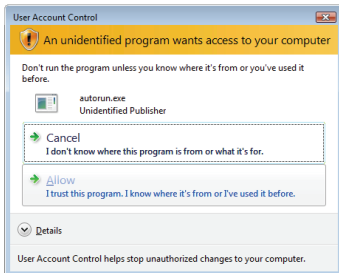 User Account Control
An unidentified program wants access to your computer
Don't run the program unless you know where it's from or you've used it
before.
autorun.exe
Unidentified Publisher
Cancel
I don't know where this program is from or what it's for.
Allow
I trust this program. I know where it's from or I've used it before.
Details
User Account Control helps stop unauthorized changes to your computer.